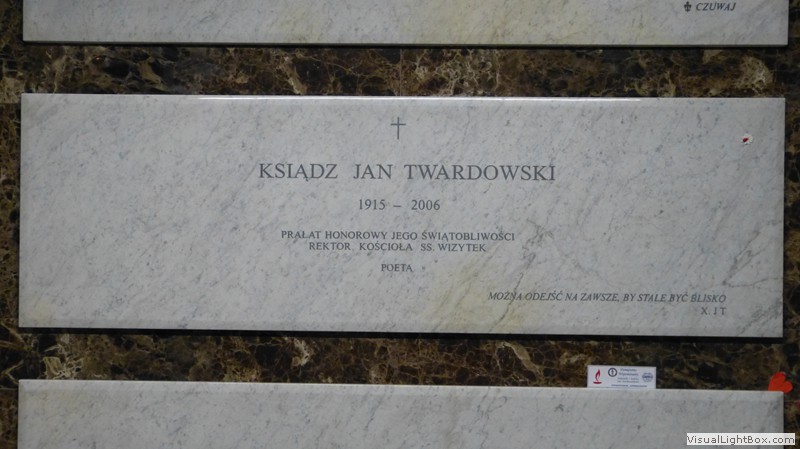 CZUWAJ
KSIĄDZ JAN TWARDOWSKI
1915 – 2006
PRAŁAT HONOROWY JEGO ŚWIĄTOBLIWOŚCI
REKTOR KOŚCIOŁA SS. WIZYTEK
POETA
MOŻNA ODEJŚĆ NA ZAWSZE, BY STALE BYĆ BLISKO
X. J T
VisualLightBox.com